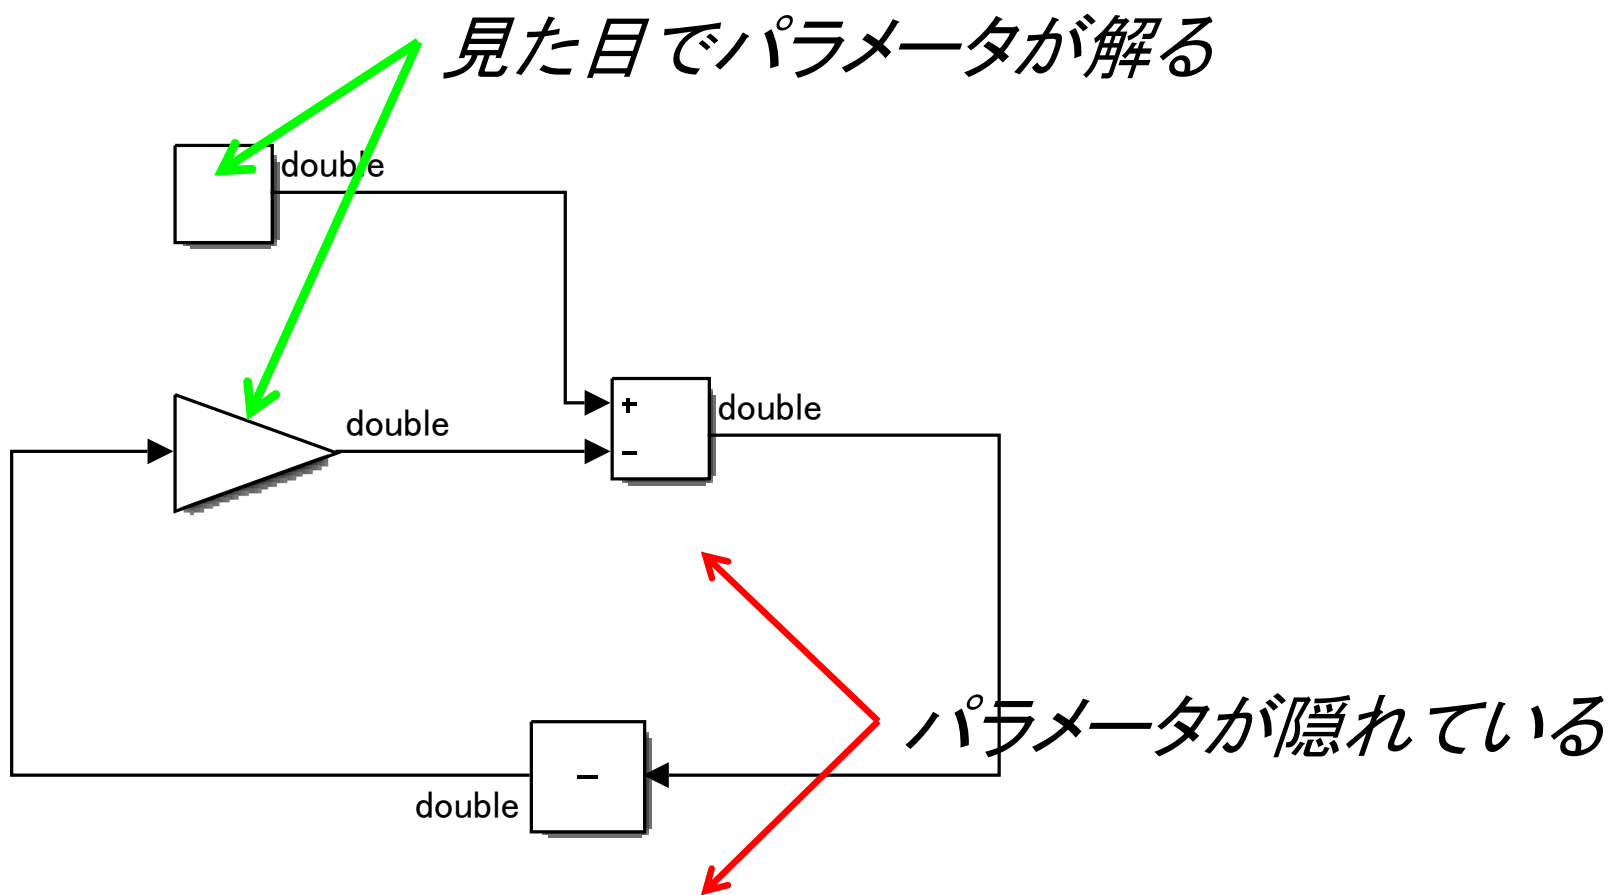 見た目でパラメータが解る
double
double
+
−
double
パラメータが隠れている
−
double